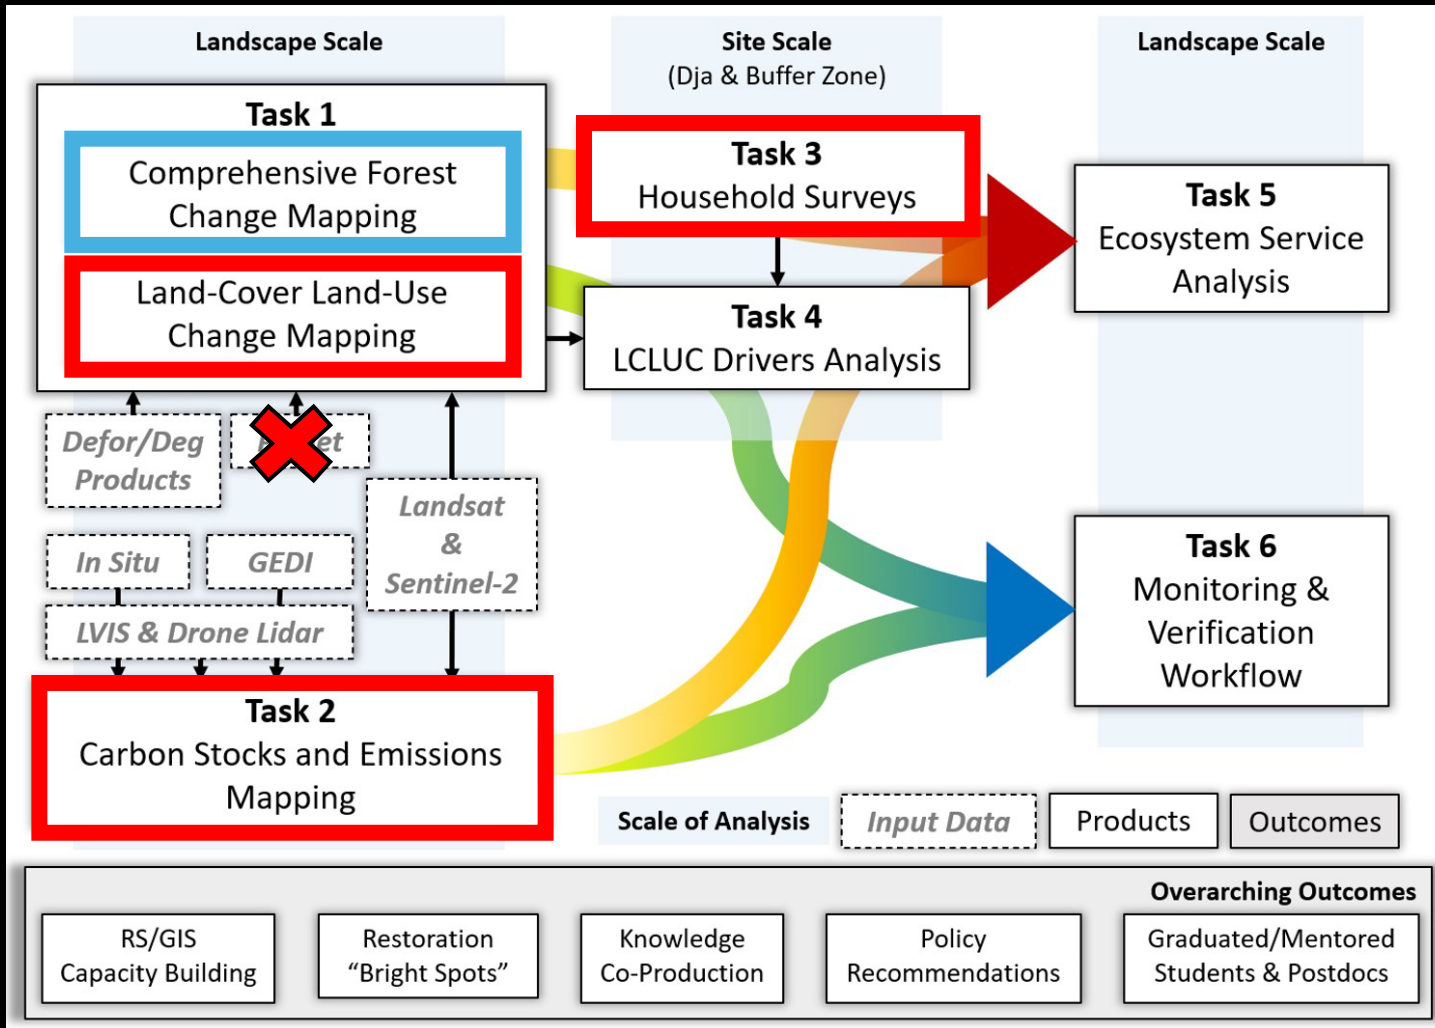 Landscape Scale
Site Scale
(Dja & Buffer Zone)
Landscape Scale
Task 1
Comprehensive Forest
Change Mapping
Land-Cover Land-Use
Change Mapping
Task 3
Household Surveys
Task 4
LCLUC Drivers Analysis
Task 5
Ecosystem Service
Analysis
Defor/Deg
Products
Landsat
&
Sentinel-2
In Situ
GEDI
LVIS & Drone Lidar
Task 2
Carbon Stocks and Emissions
Mapping
Task 6
Monitoring &
Verification
Workflow
Scale of Analysis
Input Data
Products
Outcomes
Overarching Outcomes
RS/GIS
Capacity Building
Restoration
“Bright Spots”
Knowledge
Co-Production
Policy
Recommendations
Graduated/Mentored
Students & Postdocs